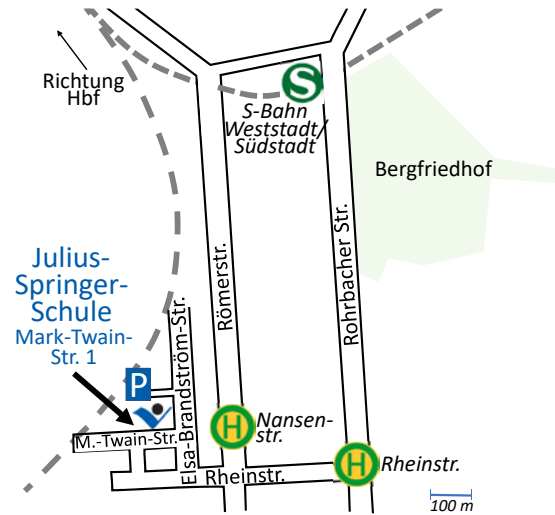 Richtung
Hbf
S
S-Bahn
Weststadt/
Südstadt
Bergfriedhof
Römerstr.
Rohrbacher Str.
Julius-
Springer-
Schule
Mark-Twain-
Str. 1
Elsa-Brandström-Str.
P
M.-Twain-Str.
H
Nansen-
str.
Rheinstr.
H
Rheinstr.
100 m